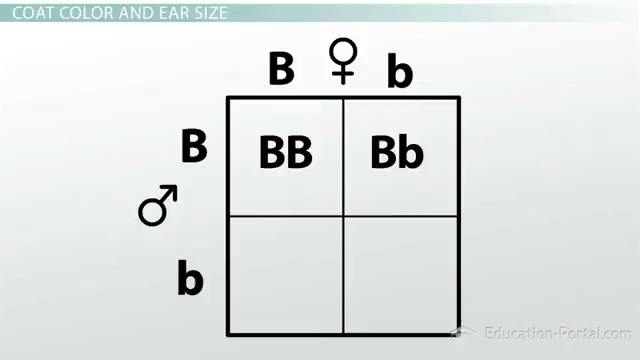 COAT COLOR AND EAR SIZE
B ♀ b
B BB Bb
♂
b
Education-Portal.com